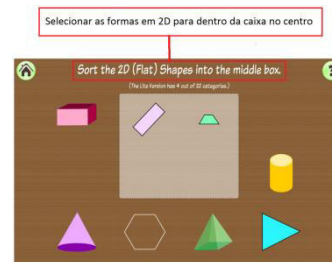 Selecionar as formas em 2D para dentro da caixa no centro
Sort the 2D (Flat) Shapes into the middle box.
(The Lite Version has 4 out of 22 categories.)
?